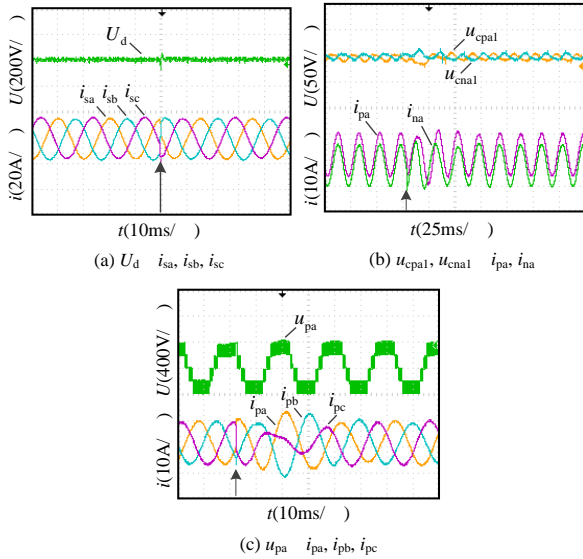 U(200V/ )
i(20A/ )
U_d
i_sa i_sb i_sc
t(10ms/ )
(a) U_d i_sa, i_sb, i_sc
U(50V/ )
i(10A/ )
u_cpa1
u_cna1
i_pa i_na
t(25ms/ )
(b) u_cpa1, u_cna1 i_pa, i_na
U(400V/ )
i(10A/ )
u_pa
i_pa i_pb i_pc
t(10ms/ )
(c) u_pa i_pa, i_pb, i_pc